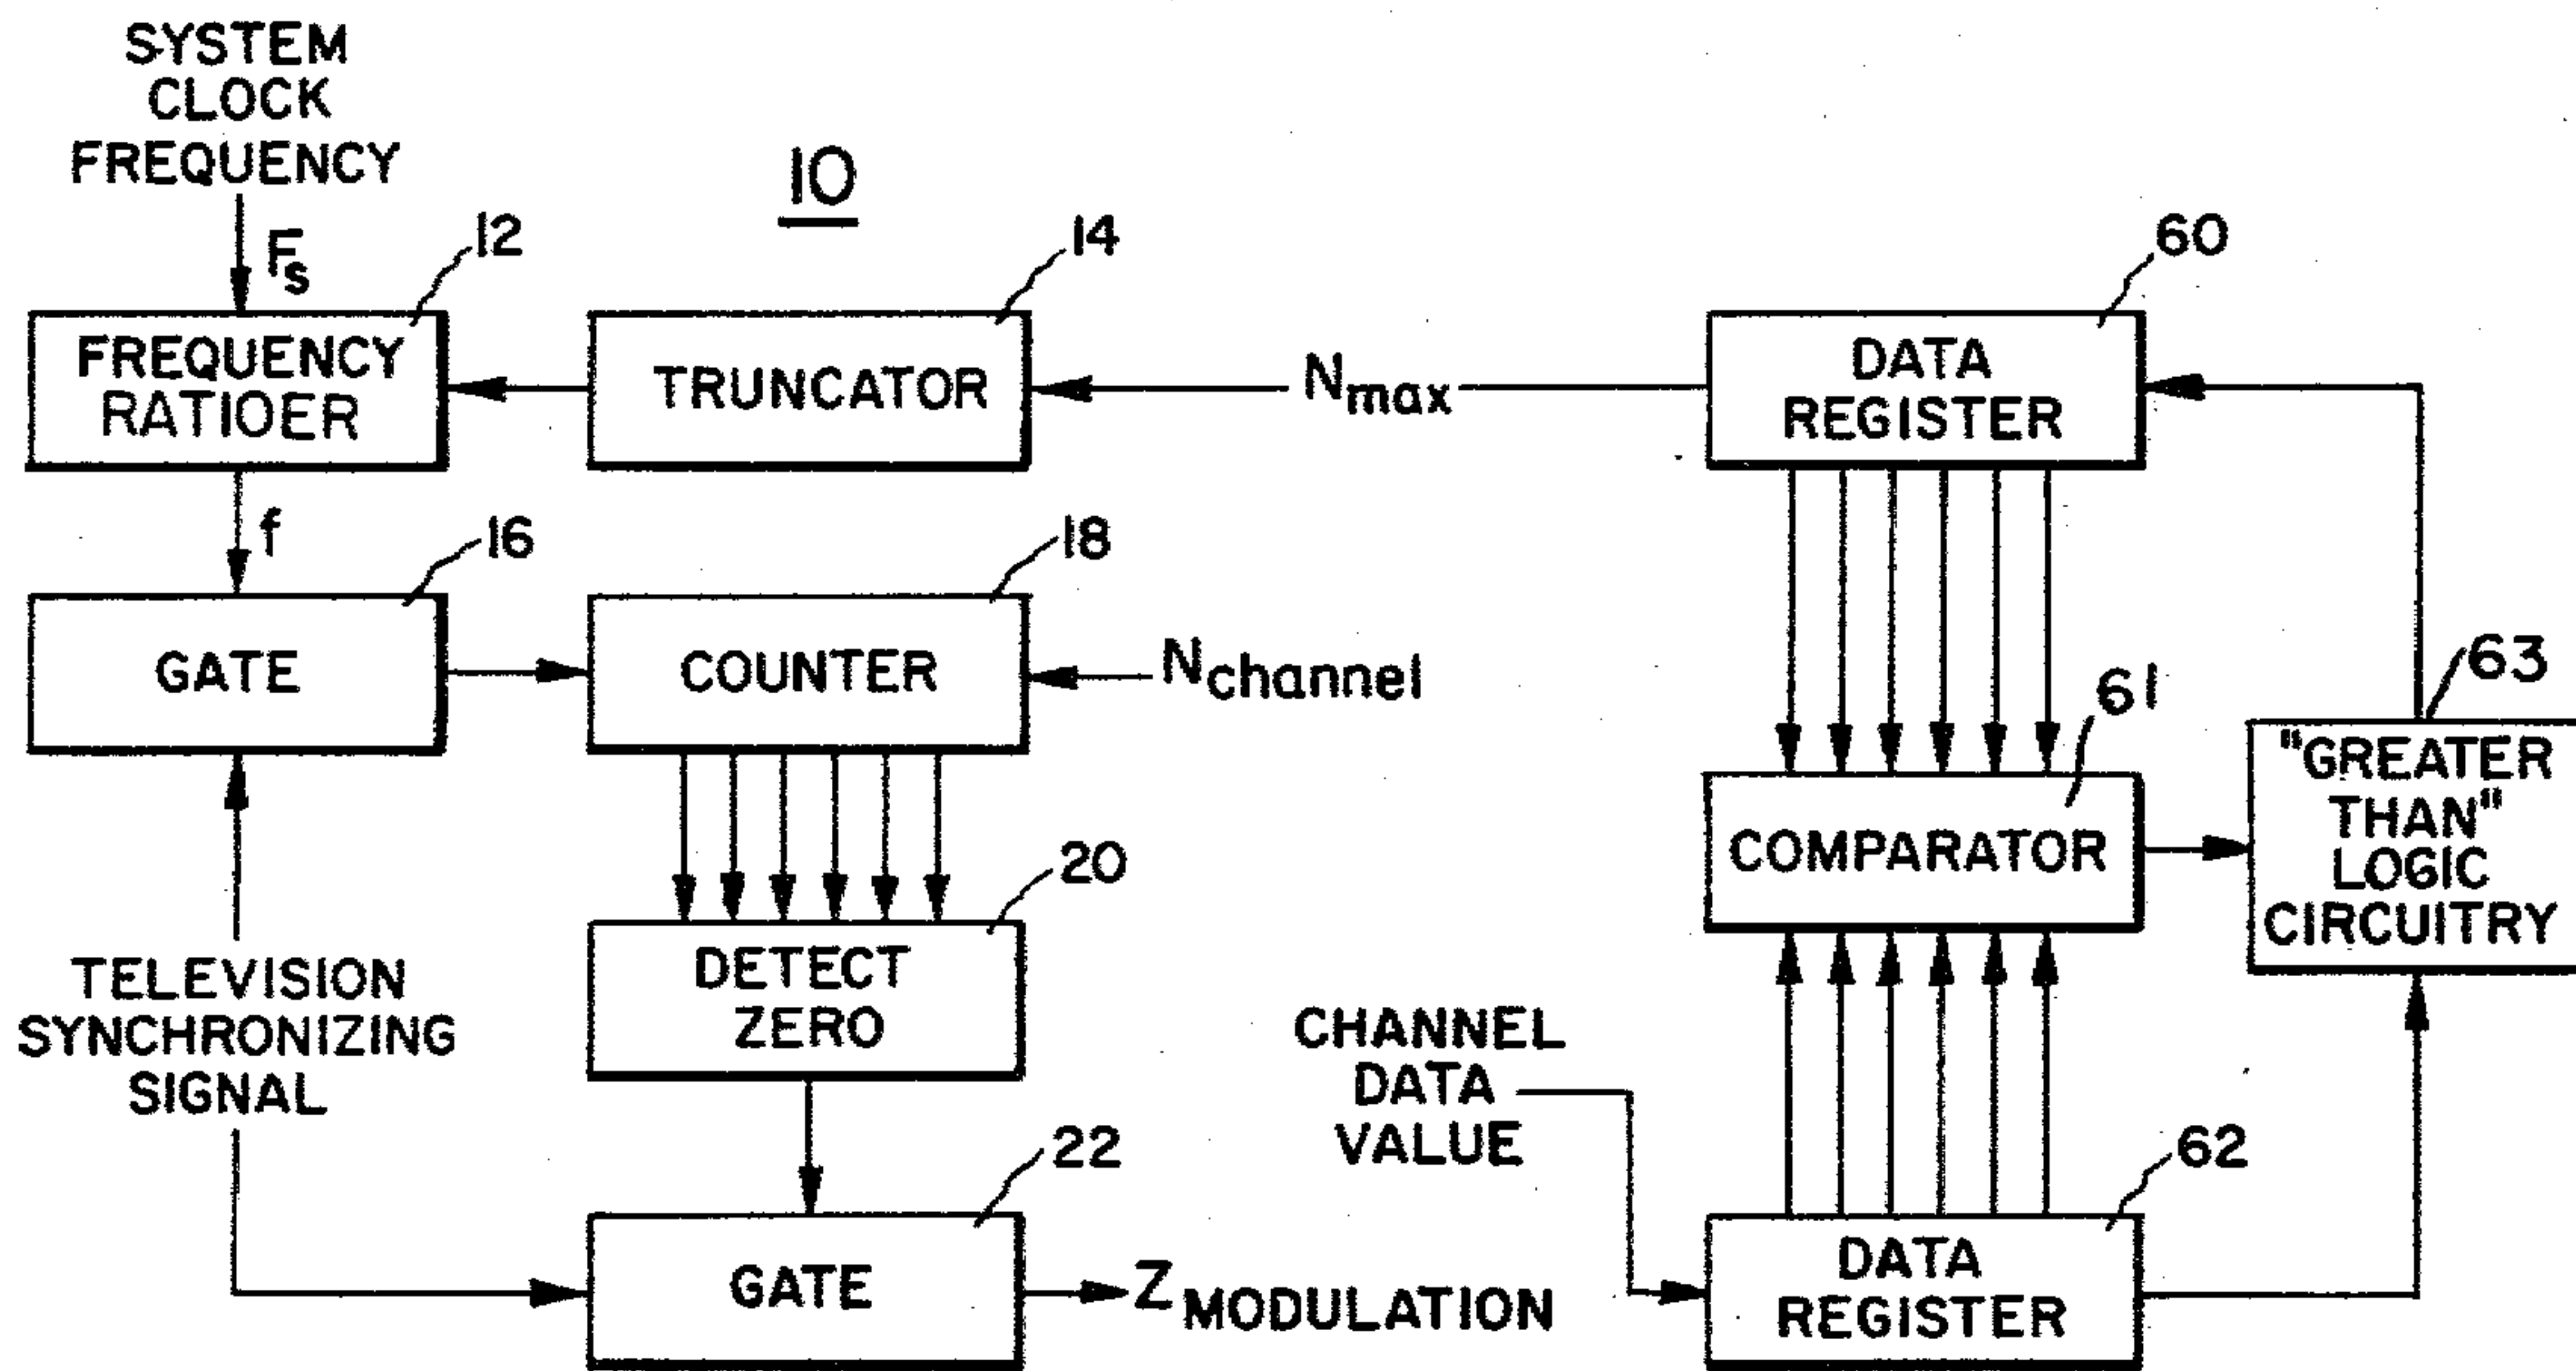 SYSTEM
CLOCK
FREQUENCY
10
Fs
12
14
60
FREQUENCY
RATIOER
TRUNCATOR
Nmax
DATA
REGISTER
f
16
18
GATE
COUNTER
Nchannel
61
63
"GREATER
THAN"
LOGIC
CIRCUITRY
COMPARATOR
20
TELEVISION
SYNCHRONIZING
SIGNAL
DETECT
ZERO
CHANNEL
DATA
VALUE
22
62
GATE
Z MODULATION
DATA
REGISTER